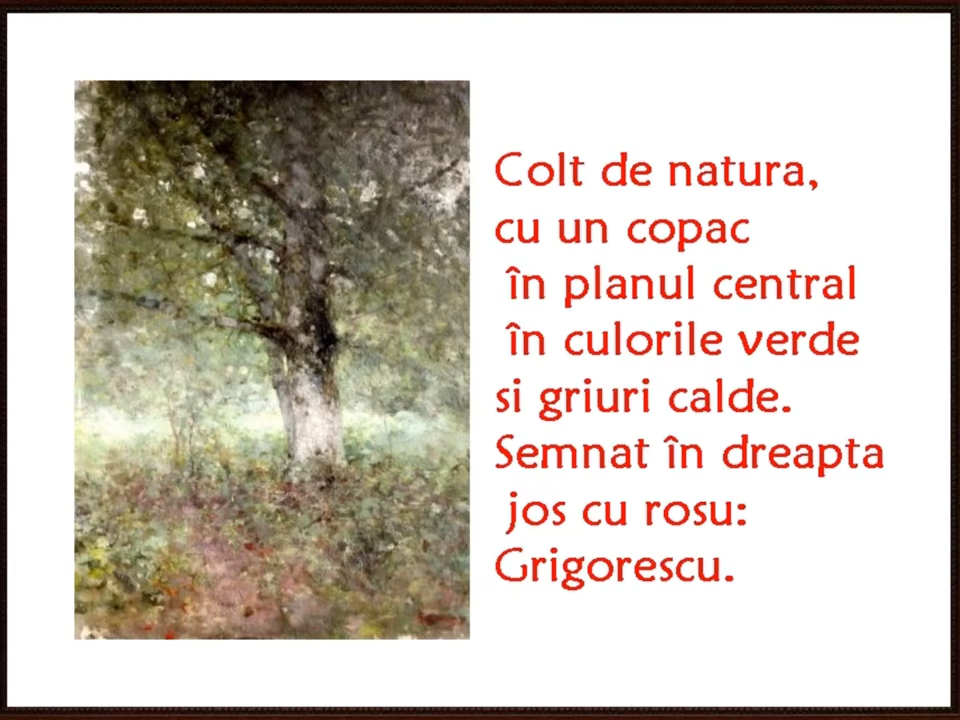 Colt de natura,
cu un copac
în planul central
în culorile verde
si griuri calde.
Semnat în dreapta
jos cu rosu:
Grigorescu.